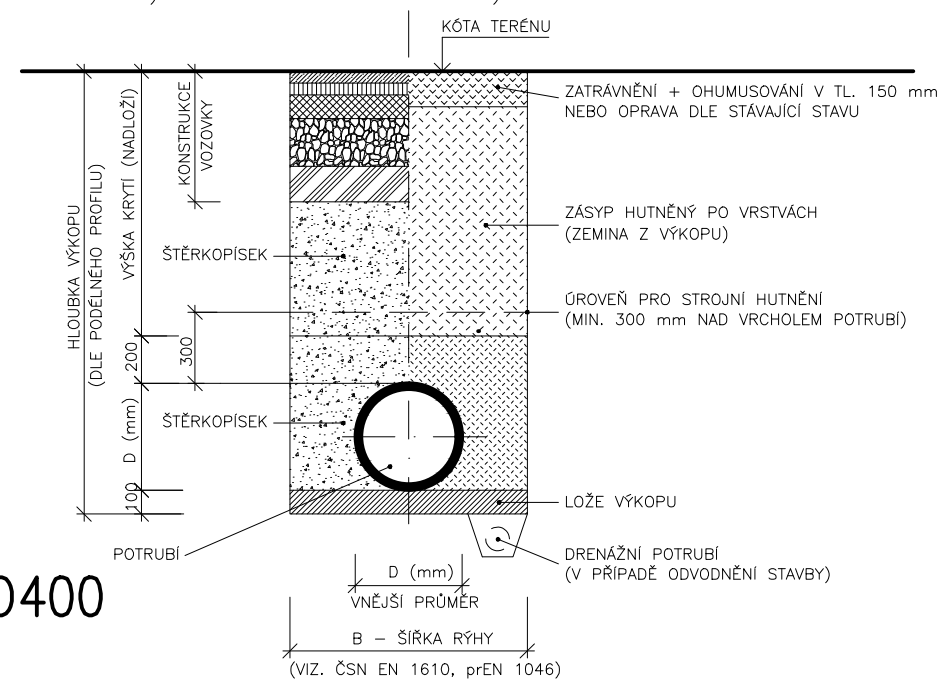 KÓTA TERÉNU
ZATRÁVNĚNÍ + OHUMUSOVÁNÍ V TL. 150 mm
NEBO OPRAVA DLE STÁVAJÍCÍ STAVU
KONSTRUKCE
VOZOVKY
VÝŠKA KRYTÍ (NADLOŽÍ)
HLOUBKA VÝKOPU
(DLE PODÉLNÉHO PROFILU)
ZÁSYP HUTNĚNÝ PO VRSTVÁCH
(ZEMINA Z VÝKOPU)
ŠTĚRKOPÍSEK
ÚROVEŇ PRO STROJNÍ HUTNĚNÍ
(MIN. 300 mm NAD VRCHOLEM POTRUBÍ)
300
200
ŠTĚRKOPÍSEK
D (mm)
100
LOŽE VÝKOPU
POTRUBÍ
DRENÁŽNÍ POTRUBÍ
(V PŘÍPADĚ ODVODNĚNÍ STAVBY)
D (mm)
VNĚJŠÍ PRŮMĚR
0400
B – ŠÍŘKA RÝHY
(VIZ. ČSN EN 1610, prEN 1046)